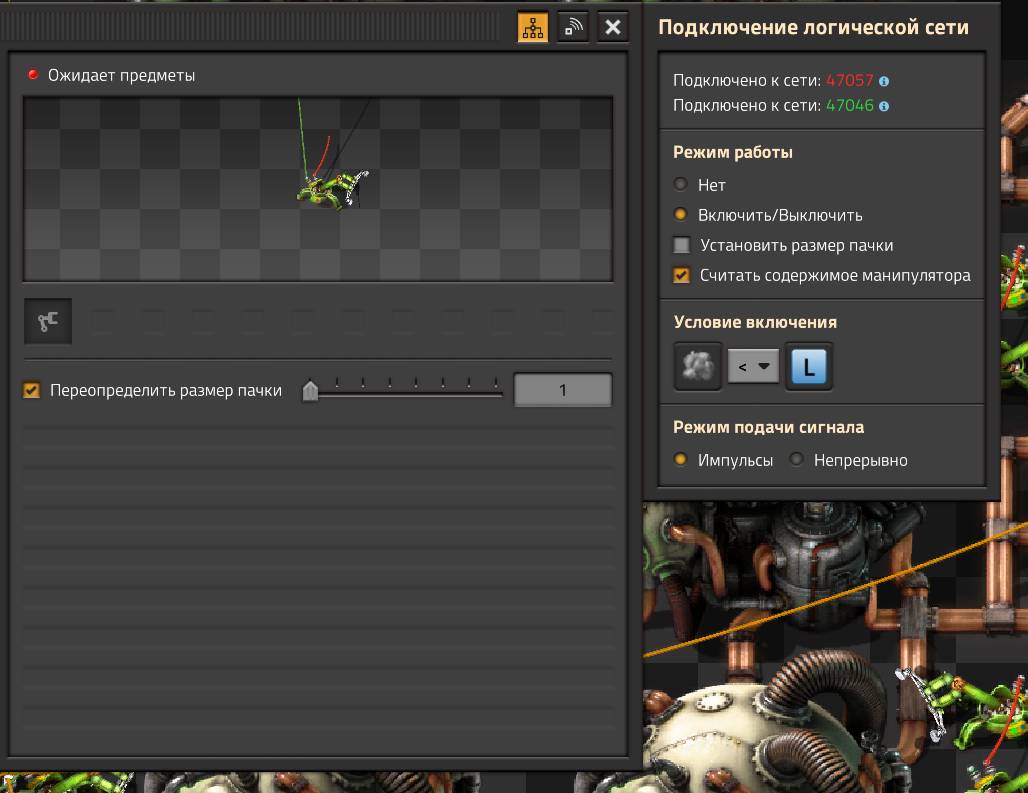 Ожидает предметы
Переопределить размер пачки
1
Подключение логической сети
Подключено к сети: 47057
Подключено к сети: 47046
Режим работы
Нет
Включить/Выключить
Установить размер пачки
Считать содержимое манипулятора
Условие включения
< L
Режим подачи сигнала
Импульсы Непрерывно